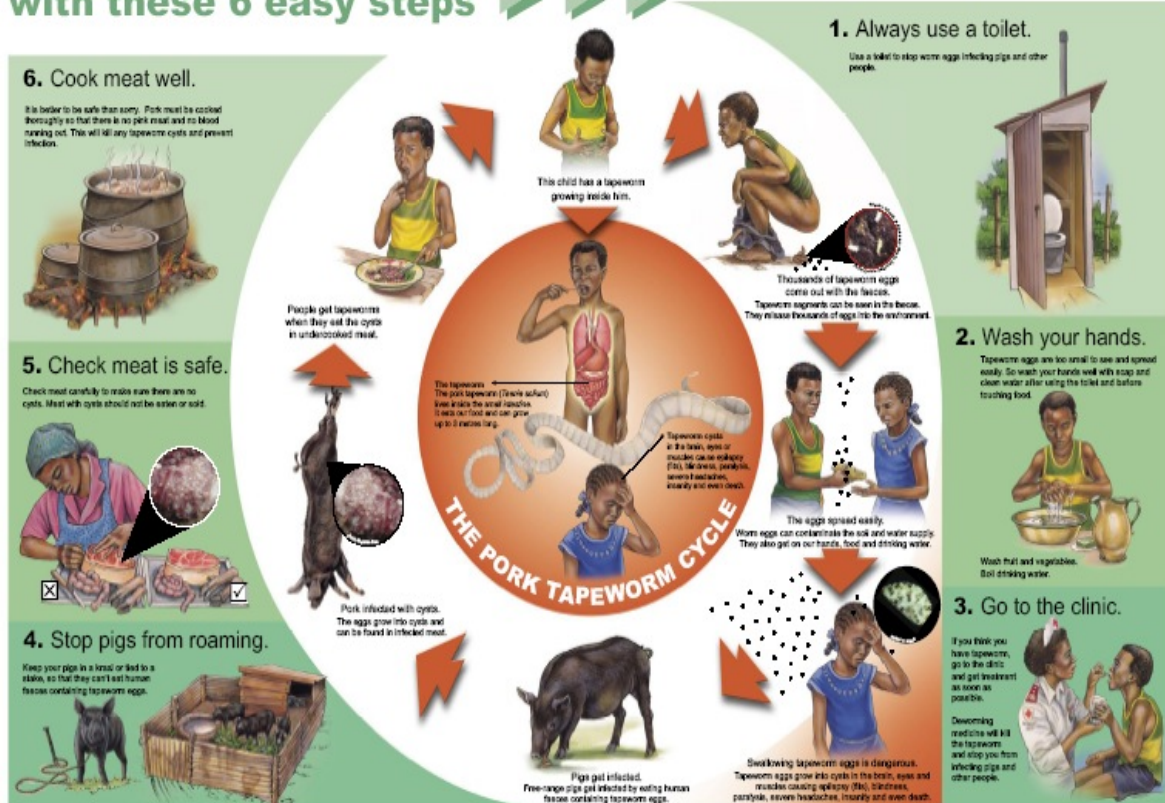 with these 6 easy steps
1. Always use a toilet.
Use a toilet to stop worm eggs infecting pigs and other
people.
2. Wash your hands.
Tapeworm eggs are too small to see and spread
easily. So wash your hands well with soap and
clean water after using the toilet and before
touching food.
Wash fruit and vegetables.
Boil drinking water.
3. Go to the clinic.
If you think you
have tapeworm,
go to the clinic
and get treatment
as soon as
possible.
Deworming
medicine will kill
the tapeworm
and stop you from
infecting pigs and
other people.
4. Stop pigs from roaming.
Keep your pigs in a kraal or tied to a
stake, so that they can't eat human
faeces containing tapeworm eggs.
5. Check meat is safe.
Check meat carefully to make sure there are no
cysts. Meat with cysts should not be eaten or sold.
6. Cook meat well.
It is better to be safe than sorry. Pork must be cooked
thoroughly so that there is no pink meat and no blood
running out. This will kill any tapeworm cysts and prevent
infection.
This child has a tapeworm
growing inside him.
Thousands of tapeworm eggs
come out with the faeces.
Tapeworm segments can be seen in the faeces.
They release thousands of eggs into the environment.
The eggs spread easily.
Worm eggs can contaminate the soil and water supply.
They also get on our hands, food and drinking water.
Swallowing tapeworm eggs is dangerous.
Tapeworm eggs grow into cysts in the brain, eyes and
muscles causing epilepsy (fits), blindness,
paralysis, severe headaches, insanity and even death.
Pigs get infected.
Free-range pigs get infected by eating human
faeces containing tapeworm eggs.
Pork infected with cysts.
The eggs grow into cysts and
can be found in infected meat.
People get tapeworms
when they eat the cysts
in undercooked meat.
The tapeworm
The pork tapeworm (Taenia solium)
lives inside the small intestine.
It eats our food and can grow
up to 8 metres long.
Tapeworm cysts
in the brain, eyes or
muscles cause epilepsy
(fits), blindness, paralysis,
severe headaches,
insanity and even death.
THE PORK TAPEWORM CYCLE